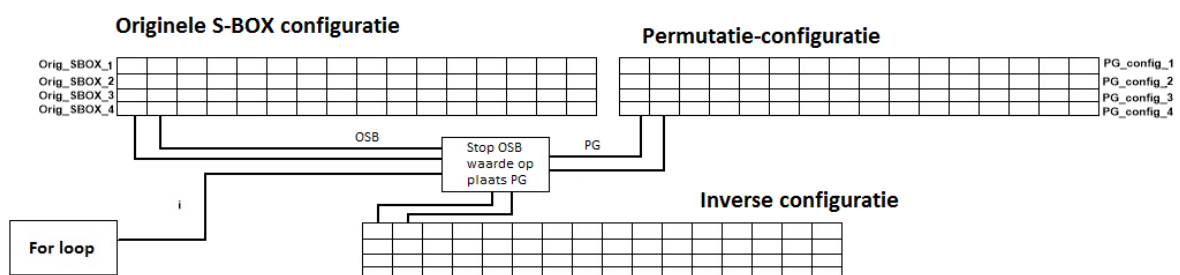 Originele S-BOX configuratie
Permutatie-configuratie
Orig_SBOX_1
Orig_SBOX_2
Orig_SBOX_3
Orig_SBOX_4
PG_config_1
PG_config_2
PG_config_3
PG_config_4
OSB
Stop OSB
waarde op
plaats PG
PG
i
Inverse configuratie
For loop